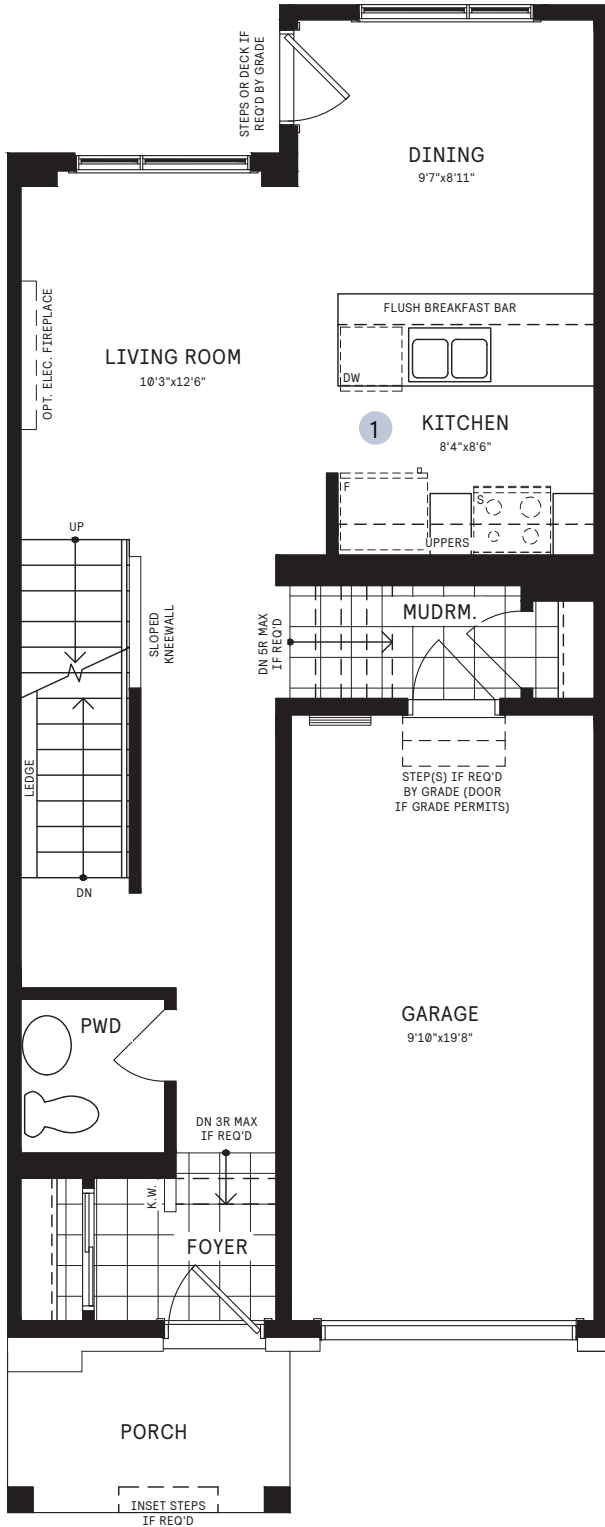 STEPS OR DECK IF
REQ'D BY GRADE
DINING
9'7"x8'11"
FLUSH BREAKFAST BAR
OPT. ELEC. FIREPLACE
LIVING ROOM
10'3"x12'6"
DW
1
KITCHEN
8'4"x8'6"
F
S
UPPERS
UP
SLOPED
KNEEWALL
DN 5R MAX
IF REQ'D
MUDRM.
LEDGE
DN
STEP(S) IF REQ'D
BY GRADE (DOOR
IF GRADE PERMITS)
PWD
GARAGE
9'10"x19'8"
DN 3R MAX
IF REQ'D
K.W.
FOYER
PORCH
INSET STEPS
IF REQ'D